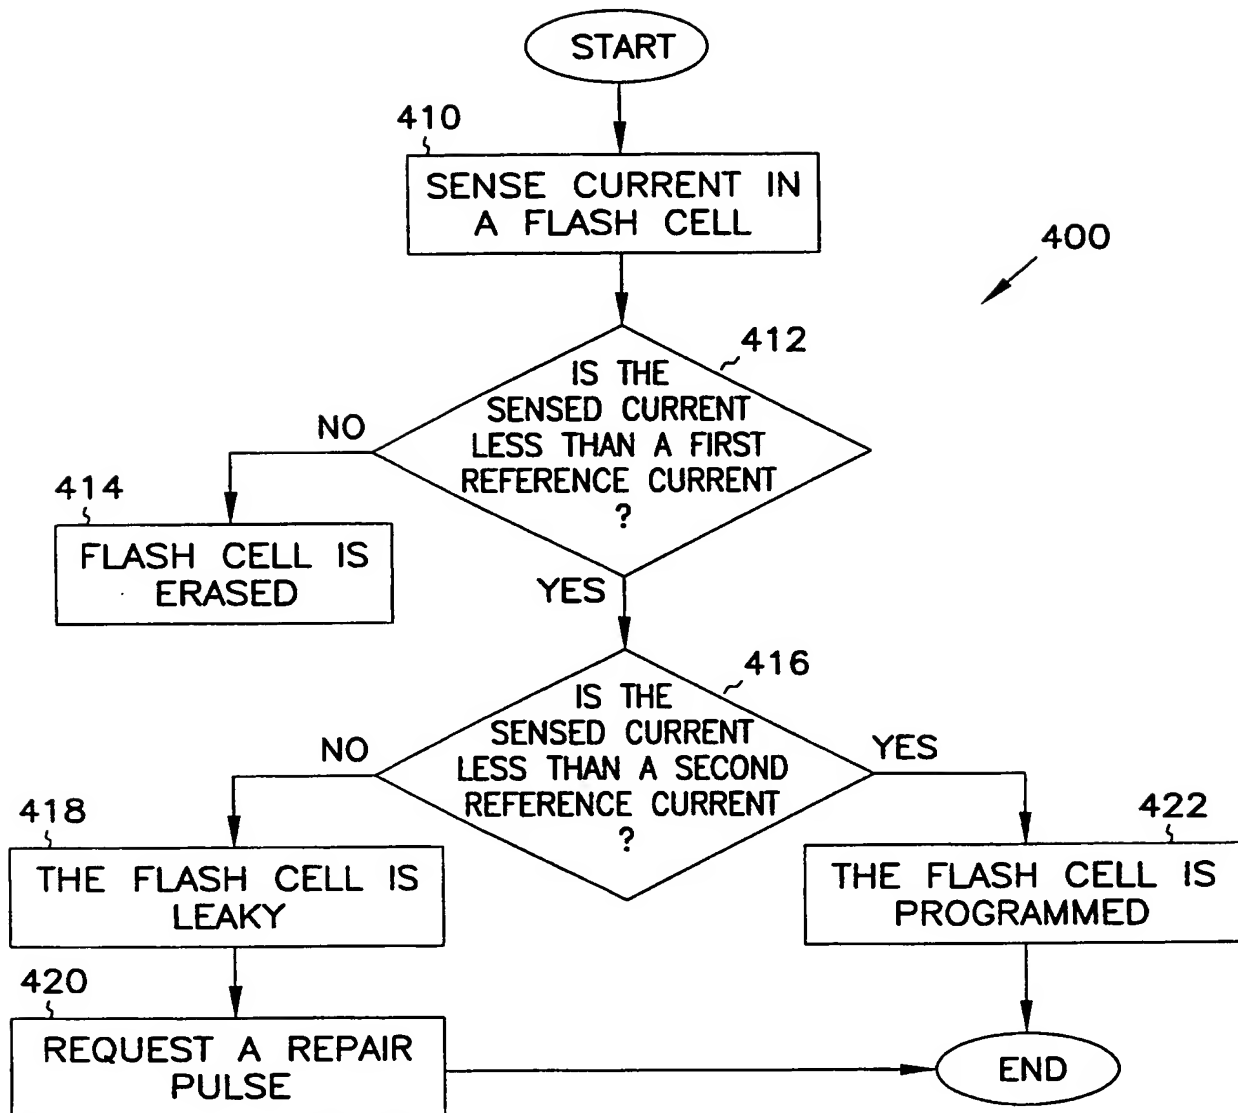 START
410
SENSE CURRENT IN
A FLASH CELL
400
412
IS THE
SENSED CURRENT
LESS THAN A FIRST
REFERENCE CURRENT
?
NO
414
FLASH CELL IS
ERASED
YES
416
IS THE
SENSED CURRENT
LESS THAN A SECOND
REFERENCE CURRENT
?
NO
YES
418
THE FLASH CELL IS
LEAKY
422
THE FLASH CELL IS
PROGRAMMED
420
REQUEST A REPAIR
PULSE
END